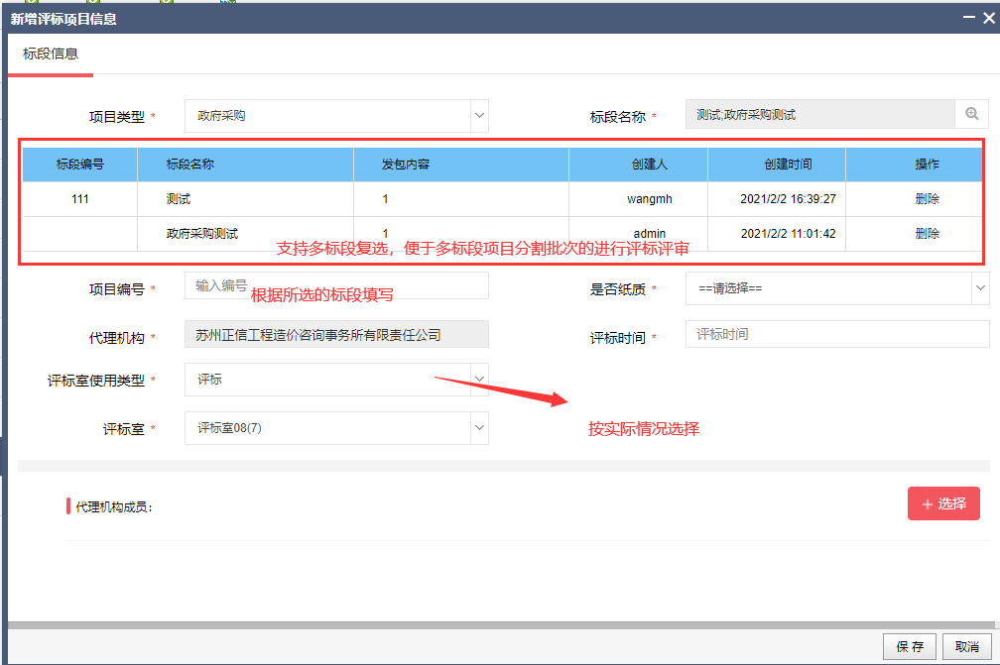 新增评标项目信息
标段信息
项目类型 * 政府采购 标段名称 * 测试;政府采购测试
标段编号 标段名称 发包内容 创建人 创建时间 操作
111 测试 1 wangmh 2021/2/2 16:39:27 删除
政府采购测试 1 admin 2021/2/2 11:01:42 删除
支持多标段复选，便于多标段项目分割批次的进行评标评审
项目编号 * 输入编号 是否纸质 * ==请选择==
根据所选的标段填写
代理机构 * 苏州正信工程造价咨询事务所有限责任公司 评标时间 * 评标时间
评标室使用类型 * 评标
评标室 * 评标室08(7) 按实际情况选择
代理机构成员: + 选择
保存 取消